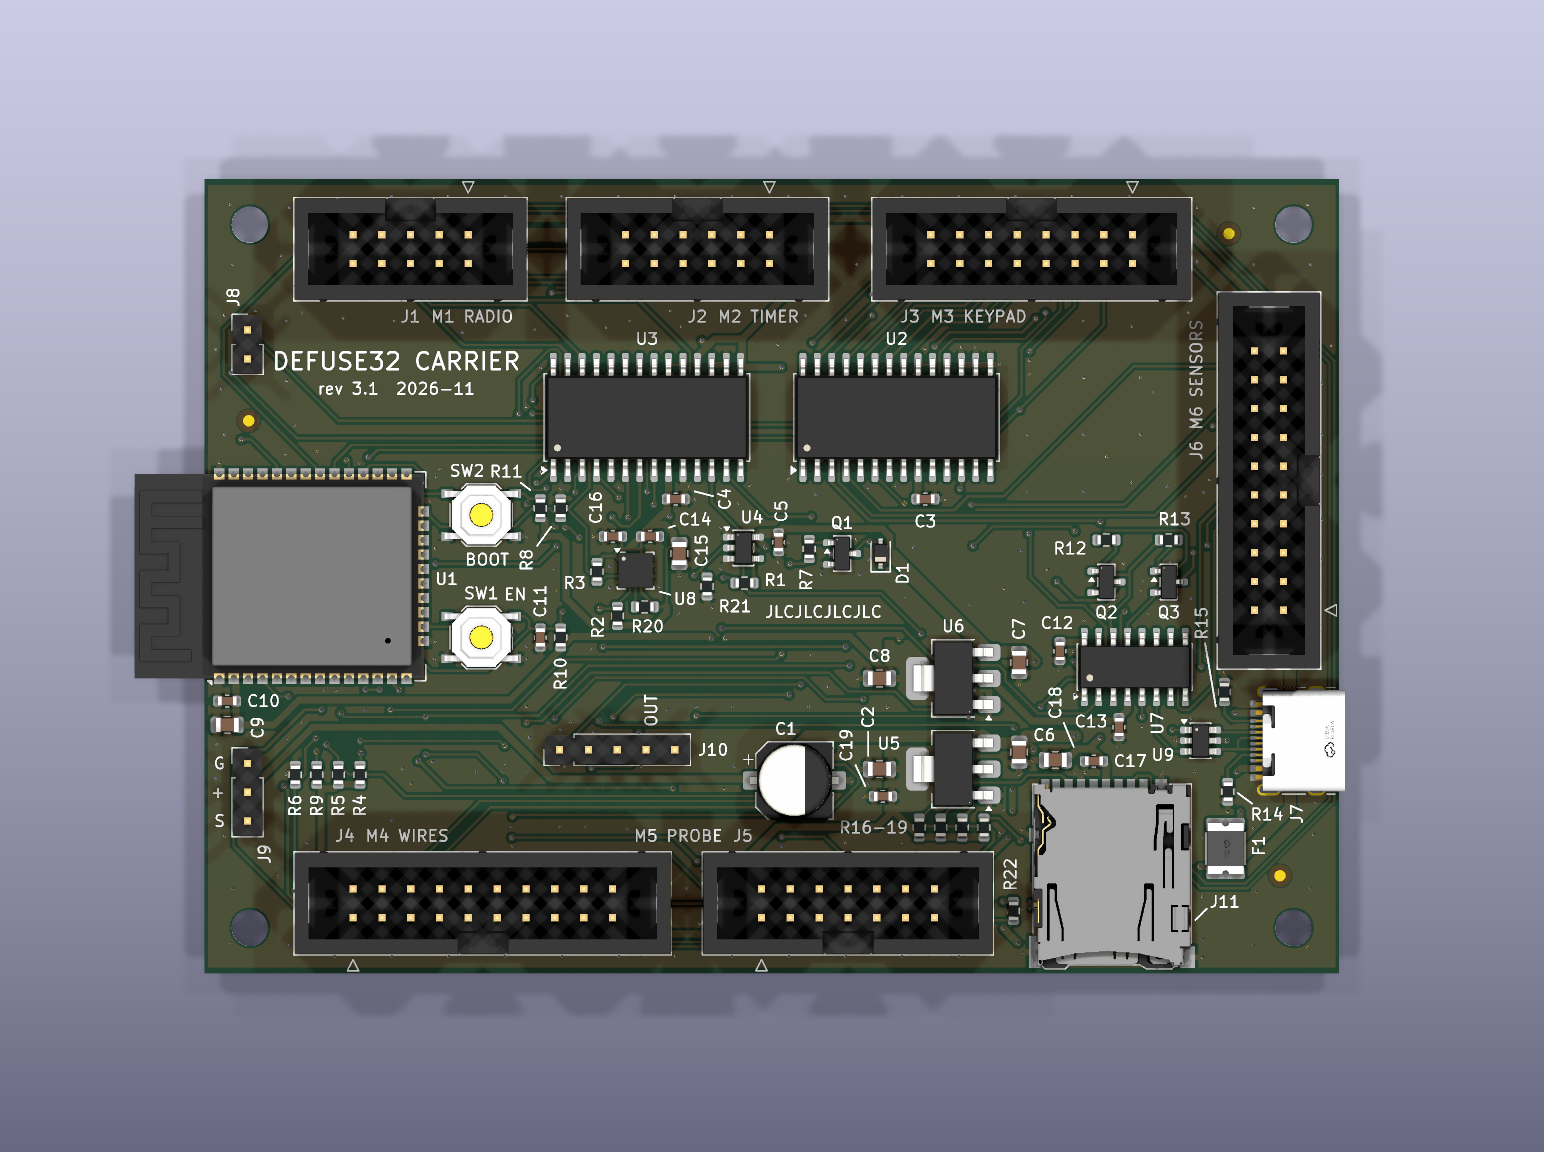 J8
J1 M1 RADIO
J2 M2 TIMER
J3 M3 KEYPAD
U3
U2
DEFUSE32 CARRIER
rev 3.1 2026-11
J6 M6 SENSORS
SW2
R11
C16
C4
C14
U4
C5
Q1
C3
R13
R12
BOOT
R8
C15
U1
R3
R1
R7
D1
SW1 EN
C11
U8
R21
Q2
Q3
R2
R20
JLCJLCJLCJLC
U6
C7
C12
R15
R10
C8
C10
C9
OUT
C2
C18
C13
U7
C1
+
J10
C19
U5
C6
C17
U9
G
+
S
R6
R9
R5
R4
J9
R14
J7
J4 M4 WIRES
M5 PROBE J5
R16-19
F1
R22
J11